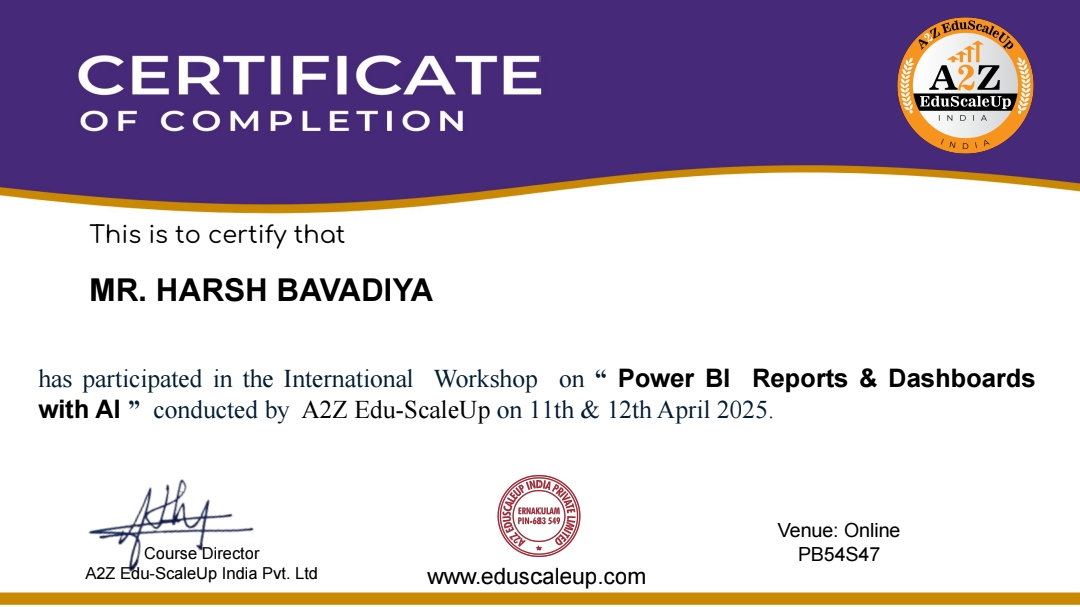 CERTIFICATE
OF COMPLETION
A2Z EduScaleUp
A2Z
EduScaleUp
INDIA
INDIA
This is to certify that
MR. HARSH BAVADIYA
has participated in the International Workshop on “ Power BI Reports & Dashboards
with AI ” conducted by A2Z Edu-ScaleUp on 11th & 12th April 2025.
Course Director
A2Z Edu-ScaleUp India Pvt. Ltd
A2Z EDUSCALEUP INDIA PRIVATE LIMITED
ERNAKULAM
PIN-683 549
www.eduscaleup.com
Venue: Online
PB54S47